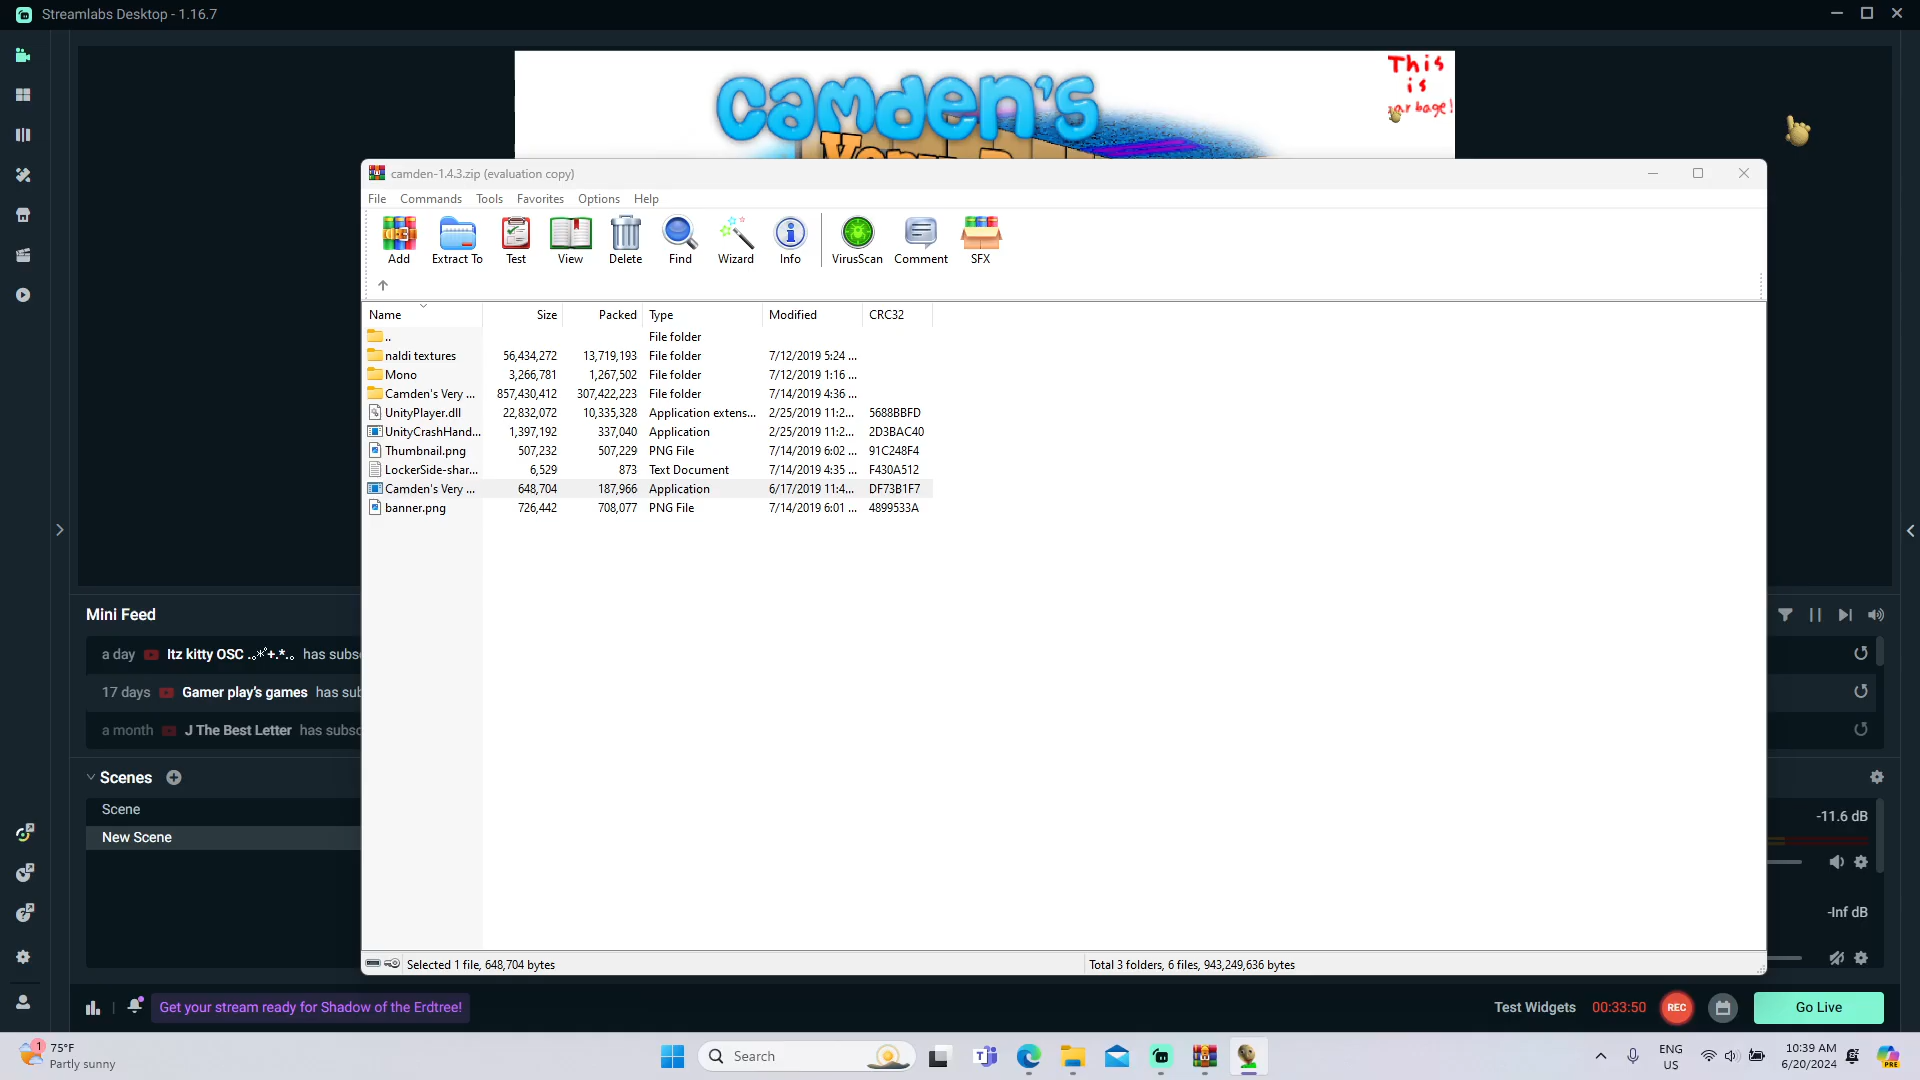 Streamlabs Desktop - 1.16.7
This
is
garbage!
Camden's
camden-1.4.3.zip (evaluation copy)
File Commands Tools Favorites Options Help
Add Extract To Test View Delete Find Wizard Info VirusScan Comment SFX
Name Size Packed Type Modified CRC32
.. File folder
naldi textures 56,434,272 13,719,193 File folder 7/12/2019 5:24 ...
Mono 3,266,781 1,267,502 File folder 7/12/2019 1:16 ...
Camden's Very ... 857,430,412 307,422,223 File folder 7/14/2019 4:36 ...
UnityPlayer.dll 22,832,072 10,335,328 Application extens... 2/25/2019 11:2... 5688BBFD
UnityCrashHand... 1,397,192 337,040 Application 2/25/2019 11:2... 2D3BAC40
Thumbnail.png 507,232 507,229 PNG File 7/14/2019 6:02 ... 91C248F4
LockerSide-shar... 6,529 873 Text Document 7/14/2019 4:35 ... F430A512
Camden's Very ... 648,704 187,966 Application 6/17/2019 11:4... DF73B1F7
banner.png 726,442 708,077 PNG File 7/14/2019 6:01 ... 4899533A
Selected 1 file, 648,704 bytes
Total 3 folders, 6 files, 943,249,636 bytes
Mini Feed
a day Itz kitty OSC .｡*ﾟ+.*.｡ has subs
17 days Gamer play's games has sub
a month J The Best Letter has subsc
Scenes
Scene
New Scene
-11.6 dB
-Inf dB
Get your stream ready for Shadow of the Erdtree!
Test Widgets 00:33:50 REC Go Live
1 75°F
Partly sunny
Search
ENG
US
10:39 AM
6/20/2024
PRE